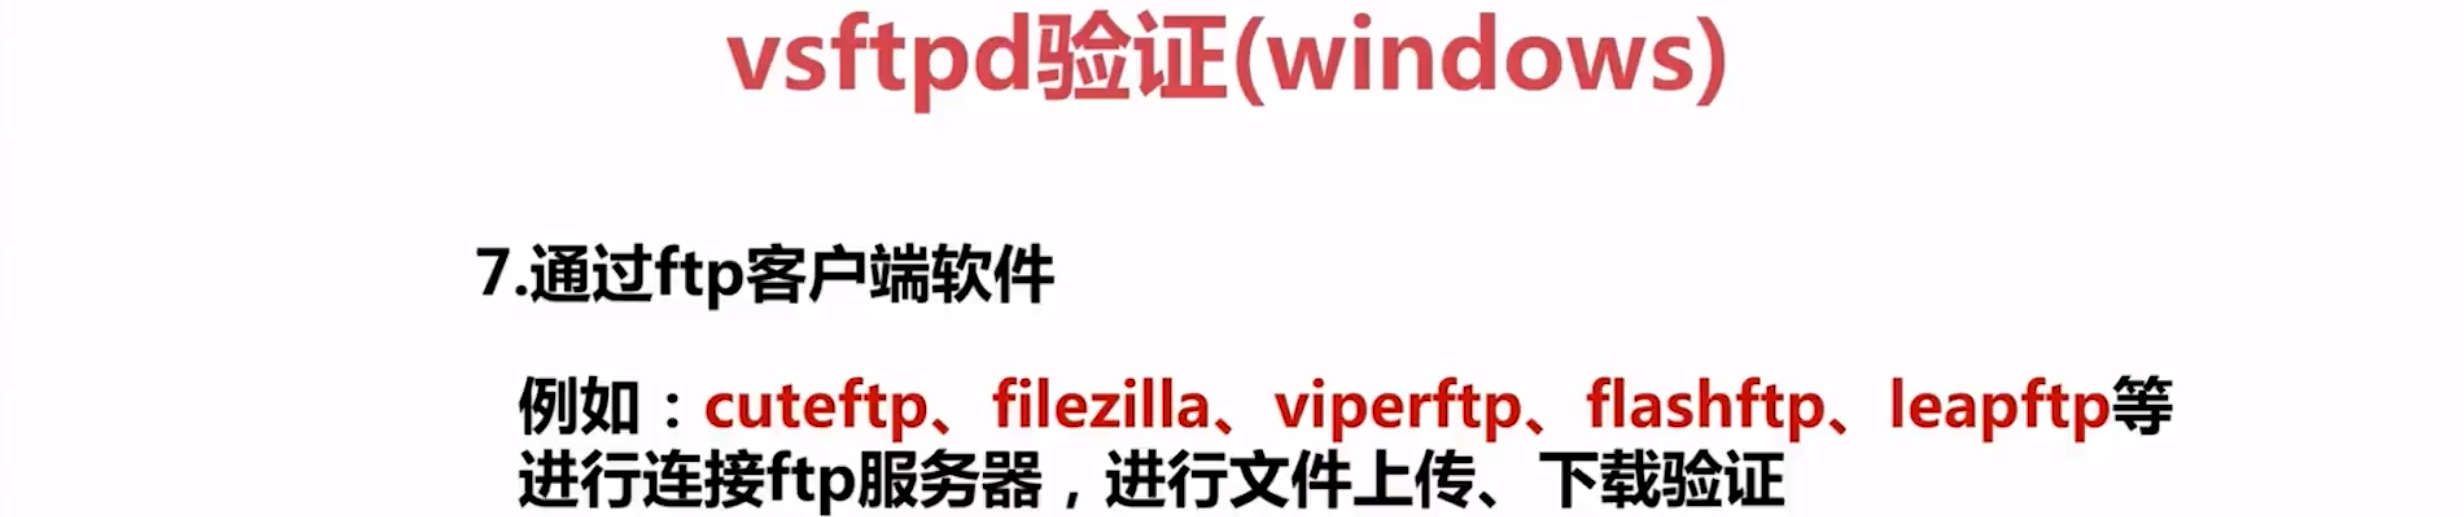 vsftpd验证(windows)
7.通过ftp客户端软件
例如：cuteftp、filezilla、viperftp、flashftp、leapftp等
进行连接ftp服务器，进行文件上传、下载验证